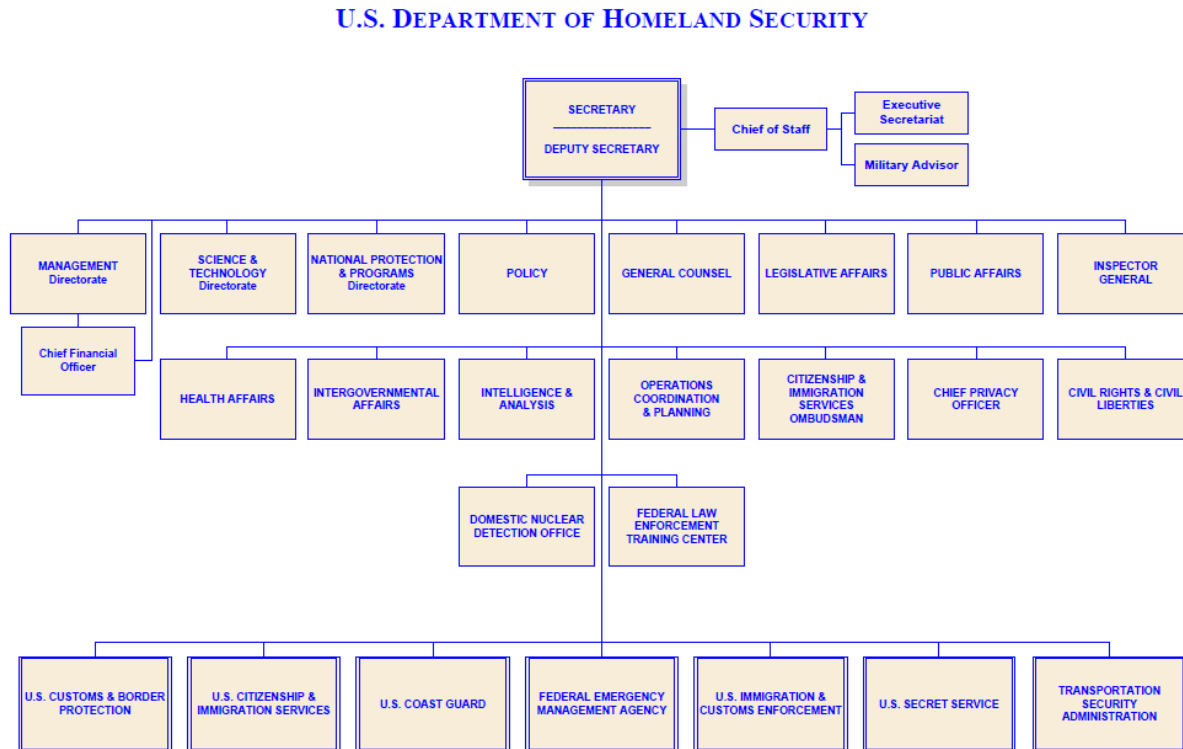 U.S. DEPARTMENT OF HOMELAND SECURITY
SECRETARY
DEPUTY SECRETARY
Chief of Staff
Executive
Secretariat
Military Advisor
MANAGEMENT
Directorate
SCIENCE &
TECHNOLOGY
Directorate
NATIONAL PROTECTION
& PROGRAMS
Directorate
POLICY
GENERAL COUNSEL
LEGISLATIVE AFFAIRS
PUBLIC AFFAIRS
INSPECTOR
GENERAL
Chief Financial
Officer
HEALTH AFFAIRS
INTERGOVERNMENTAL
AFFAIRS
INTELLIGENCE &
ANALYSIS
OPERATIONS
COORDINATION
& PLANNING
CITIZENSHIP &
IMMIGRATION
SERVICES
OMBUDSMAN
CHIEF PRIVACY
OFFICER
CIVIL RIGHTS & CIVIL
LIBERTIES
DOMESTIC NUCLEAR
DETECTION OFFICE
FEDERAL LAW
ENFORCEMENT
TRAINING CENTER
U.S. CUSTOMS & BORDER
PROTECTION
U.S. CITIZENSHIP &
IMMIGRATION SERVICES
U.S. COAST GUARD
FEDERAL EMERGENCY
MANAGEMENT AGENCY
U.S. IMMIGRATION &
CUSTOMS ENFORCEMENT
U.S. SECRET SERVICE
TRANSPORTATION
SECURITY
ADMINISTRATION